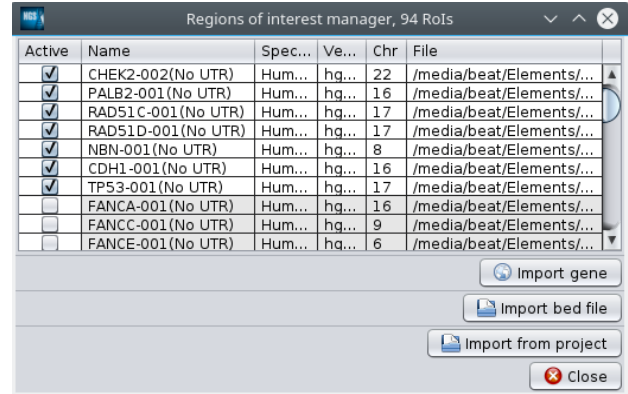 NGS
Regions of interest manager, 94 RoIs
Active Name Spec... Ve... Chr File
CHEK2-002(No UTR) Hum... hg... 22 /media/beat/Elements/...
PALB2-001(No UTR) Hum... hg... 16 /media/beat/Elements/...
RAD51C-001(No UTR) Hum... hg... 17 /media/beat/Elements/...
RAD51D-001(No UTR) Hum... hg... 17 /media/beat/Elements/...
NBN-001(No UTR) Hum... hg... 8 /media/beat/Elements/...
CDH1-001(No UTR) Hum... hg... 16 /media/beat/Elements/...
TP53-001(No UTR) Hum... hg... 17 /media/beat/Elements/...
FANCA-001(No UTR) Hum... hg... 16 /media/beat/Elements/...
FANCC-001(No UTR) Hum... hg... 9 /media/beat/Elements/...
FANCE-001(No UTR) Hum... hg... 6 /media/beat/Elements/...
Import gene
Import bed file
Import from project
Close